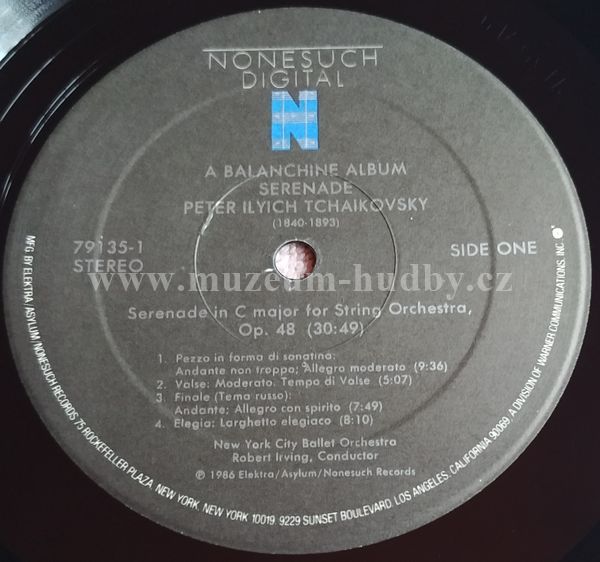 NONESUCH
DIGITAL
N
A BALANCHINE ALBUM
SERENADE
PETER ILYICH TCHAIKOVSKY
(1840-1893)
79135-1
STEREO
SIDE ONE
www.muzeum-hudby.cz
Serenade in C major for String Orchestra,
Op. 48 (30:49)
1. Pezzo in forma di sonatina:
Andante non troppo; Allegro moderato (9:36)
2. Valse: Moderato. Tempo di Valse (5:07)
3. Finale (Tema russo):
Andante; Allegro con spirito (7:49)
4. Elegia: Larghetto elegiaco (8:10)
New York City Ballet Orchestra
Robert Irving, Conductor
℗ 1986 Elektra/Asylum/Nonesuch Records
MFG BY ELEKTRA/ASYLUM/NONESUCH RECORDS 75 ROCKEFELLER PLAZA, NEW YORK, NEW YORK 10019 9229 SUNSET BOULEVARD, LOS ANGELES, CALIFORNIA 90069. A DIVISION OF WARNER COMMUNICATIONS, INC.